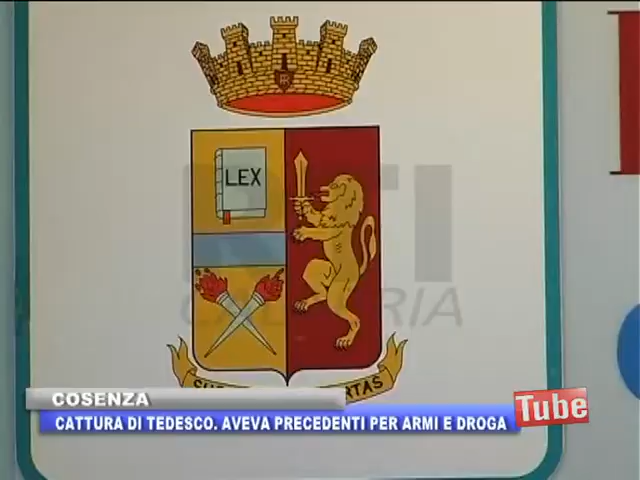 LEX
COSENZA
CATTURA DI TEDESCO. AVEVA PRECEDENTI PER ARMI E DROGA
Tube